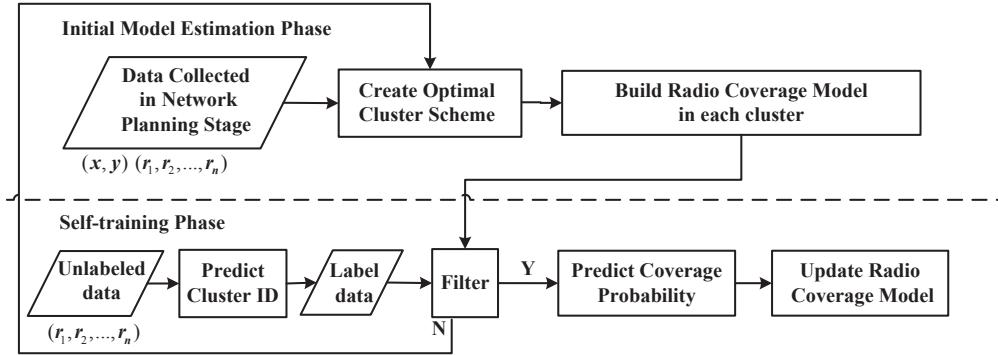 Initial Model Estimation Phase
Data Collected
in Network
Planning Stage
(x, y) (r₁, r₂, ..., rₙ)
Create Optimal
Cluster Scheme
Build Radio Coverage Model
in each cluster
Self-training Phase
Unlabeled
data
(r₁, r₂, ..., rₙ)
Predict
Cluster ID
Label
data
Filter
Y
N
Predict Coverage
Probability
Update Radio
Coverage Model